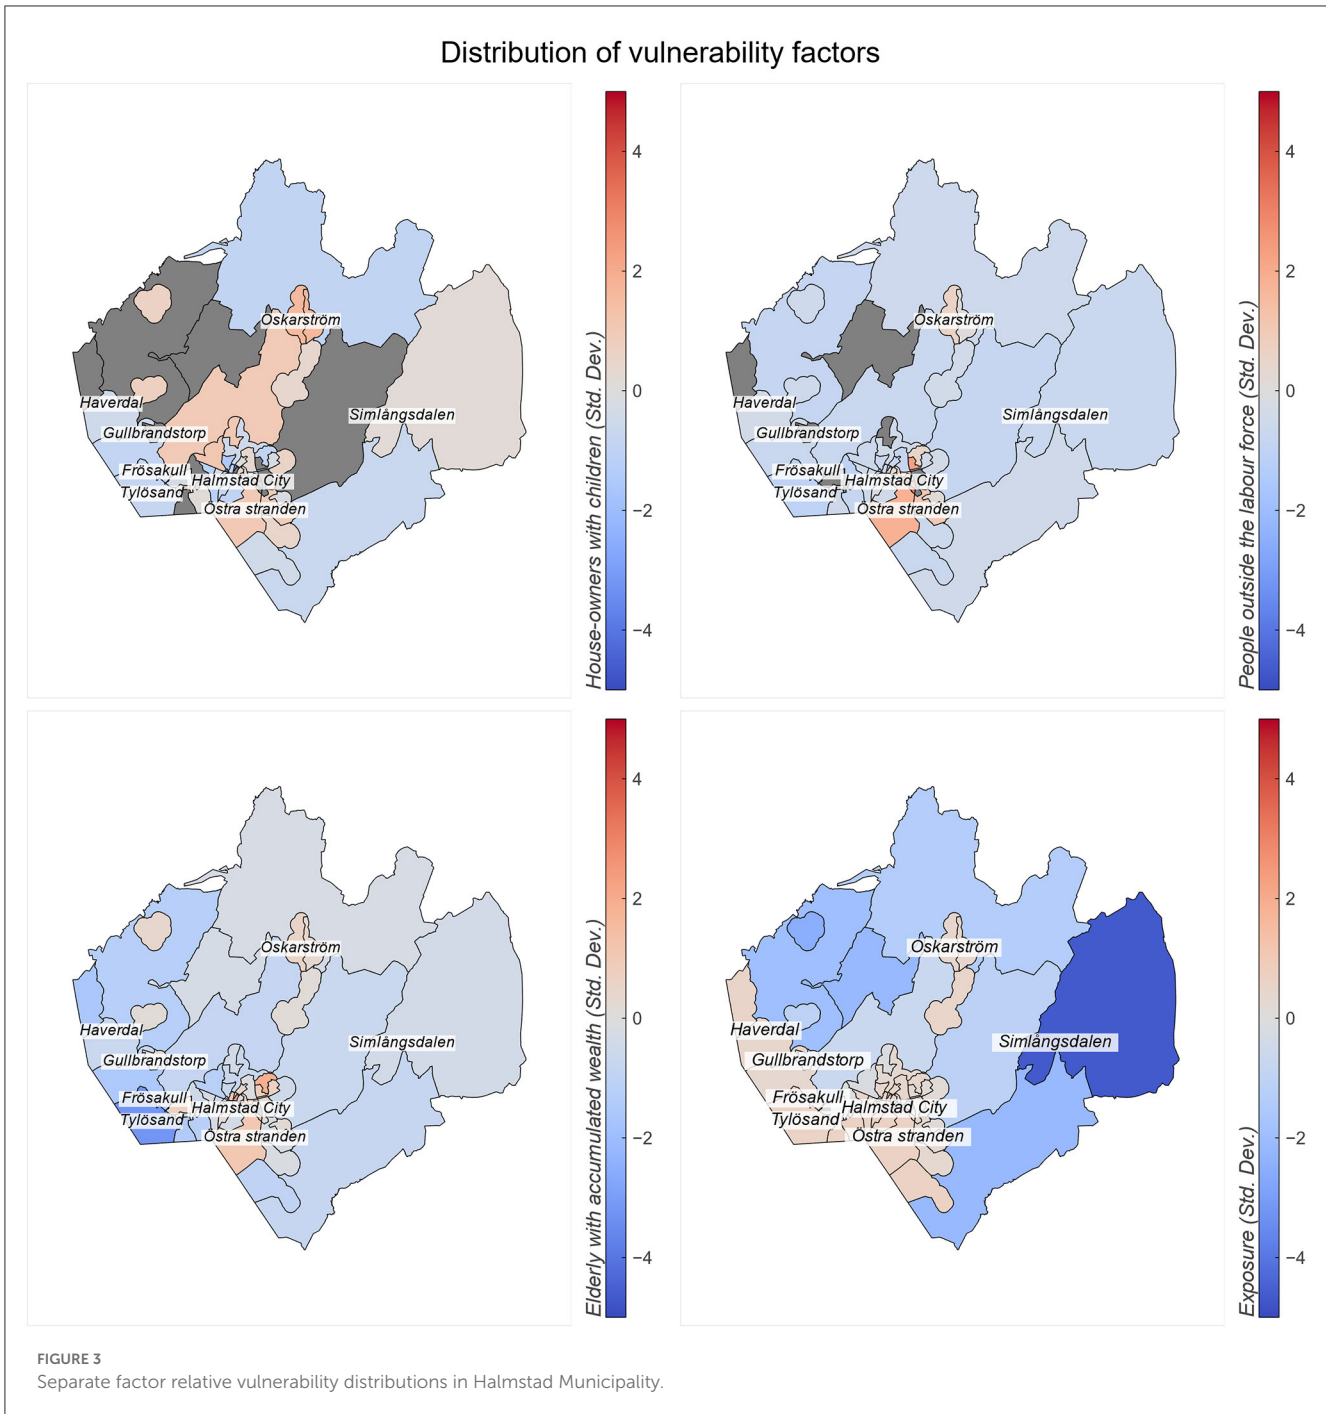 Distribution of vulnerability factors
Oskarström
Haverdal
Gullbrandstorp
Simlångsdalen
Frösakull
Tylösand
Halmstad City
Östra stranden
4
2
0
−2
−4
House-owners with children (Std. Dev.)
Oskarström
Haverdal
Gullbrandstorp
Simlångsdalen
Frösakull
Tylösand
Halmstad City
Östra stranden
4
2
0
−2
−4
People outside the labour force (Std. Dev.)
Oskarström
Haverdal
Gullbrandstorp
Simlångsdalen
Frösakull
Tylösand
Halmstad City
Östra stranden
4
2
0
−2
−4
Elderly with accumulated wealth (Std. Dev.)
Oskarström
Haverdal
Gullbrandstorp
Simlångsdalen
Frösakull
Tylösand
Halmstad City
Östra stranden
4
2
0
−2
−4
Exposure (Std. Dev.)
FIGURE 3
Separate factor relative vulnerability distributions in Halmstad Municipality.